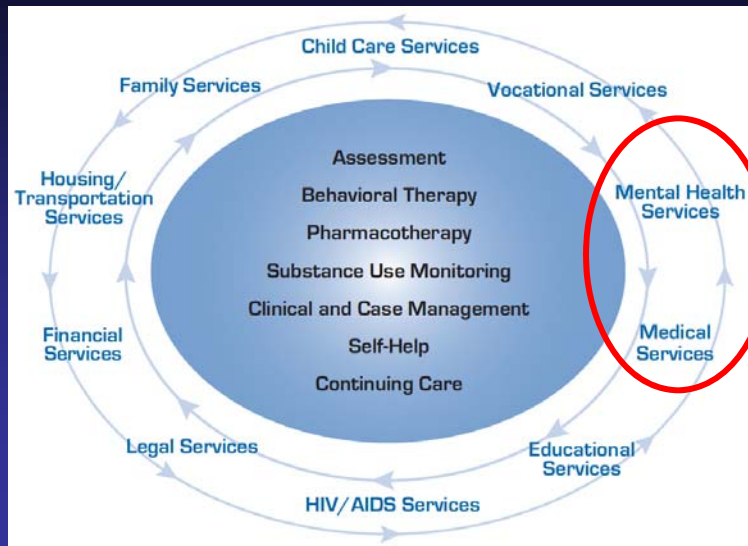 Child Care Services
Family Services
Vocational Services
Housing/
Transportation
Services
Mental Health
Services
Assessment
Behavioral Therapy
Pharmacotherapy
Substance Use Monitoring
Clinical and Case Management
Self-Help
Continuing Care
Financial
Services
Medical
Services
Legal Services
Educational
Services
HIV/AIDS Services